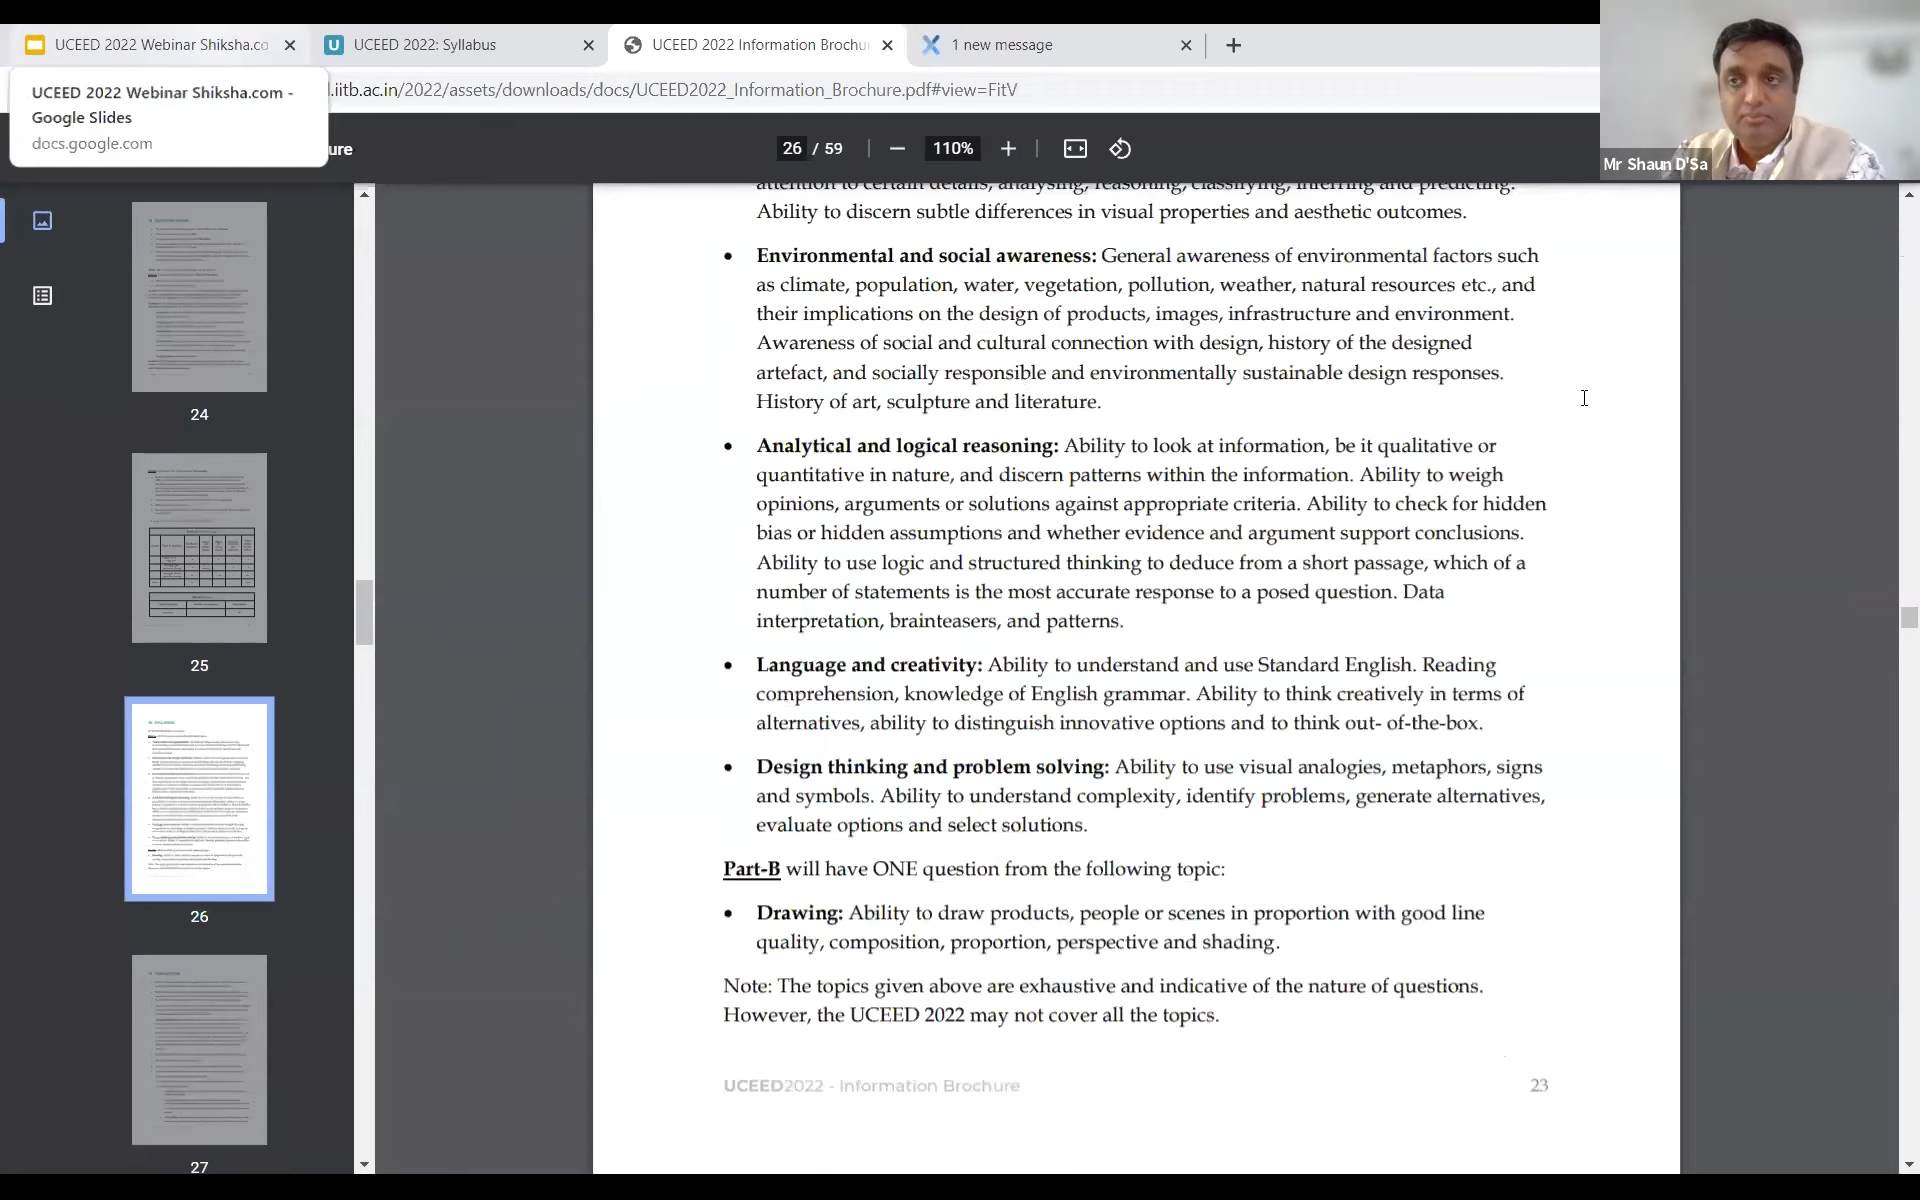 UCEED 2022 Webinar Shiksha.co
UCEED 2022: Syllabus
UCEED 2022 Information Brochu
1 new message
UCEED 2022 Webinar Shiksha.com -
Google Slides
docs.google.com
.iitb.ac.in/2022/assets/downloads/docs/UCEED2022_Information_Brochure.pdf#view=FitV
ure
26 / 59
110%
Mr Shaun D'Sa
24
25
26
27
attention to certain details, analysing, reasoning, classifying, inferring and predicting.
Ability to discern subtle differences in visual properties and aesthetic outcomes.
• Environmental and social awareness: General awareness of environmental factors such
as climate, population, water, vegetation, pollution, weather, natural resources etc., and
their implications on the design of products, images, infrastructure and environment.
Awareness of social and cultural connection with design, history of the designed
artefact, and socially responsible and environmentally sustainable design responses.
History of art, sculpture and literature.
• Analytical and logical reasoning: Ability to look at information, be it qualitative or
quantitative in nature, and discern patterns within the information. Ability to weigh
opinions, arguments or solutions against appropriate criteria. Ability to check for hidden
bias or hidden assumptions and whether evidence and argument support conclusions.
Ability to use logic and structured thinking to deduce from a short passage, which of a
number of statements is the most accurate response to a posed question. Data
interpretation, brainteasers, and patterns.
• Language and creativity: Ability to understand and use Standard English. Reading
comprehension, knowledge of English grammar. Ability to think creatively in terms of
alternatives, ability to distinguish innovative options and to think out- of-the-box.
• Design thinking and problem solving: Ability to use visual analogies, metaphors, signs
and symbols. Ability to understand complexity, identify problems, generate alternatives,
evaluate options and select solutions.
Part-B will have ONE question from the following topic:
• Drawing: Ability to draw products, people or scenes in proportion with good line
quality, composition, proportion, perspective and shading.
Note: The topics given above are exhaustive and indicative of the nature of questions.
However, the UCEED 2022 may not cover all the topics.
UCEED2022 - Information Brochure
23